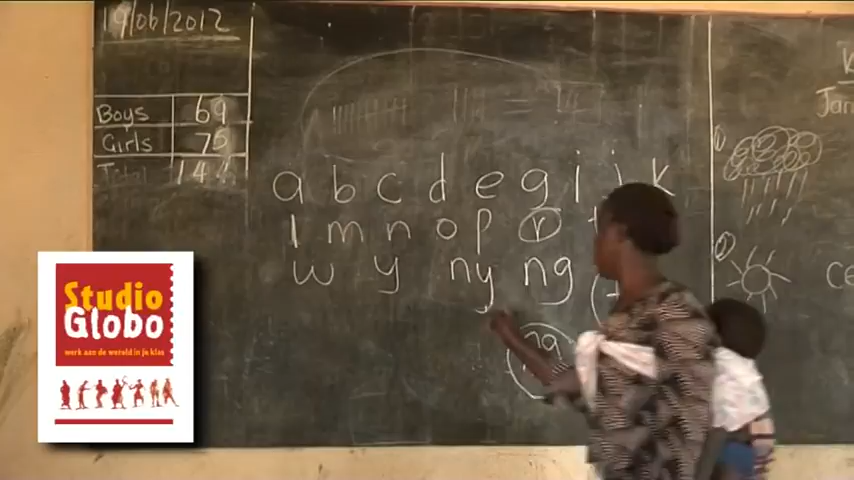 19/06/2012
Boys 69
Girls 75
Total 144
a b c d e g i j k
l m n o p r
w y ny ng
Jan
Studio
Globo
werk aan de wereld in je klas